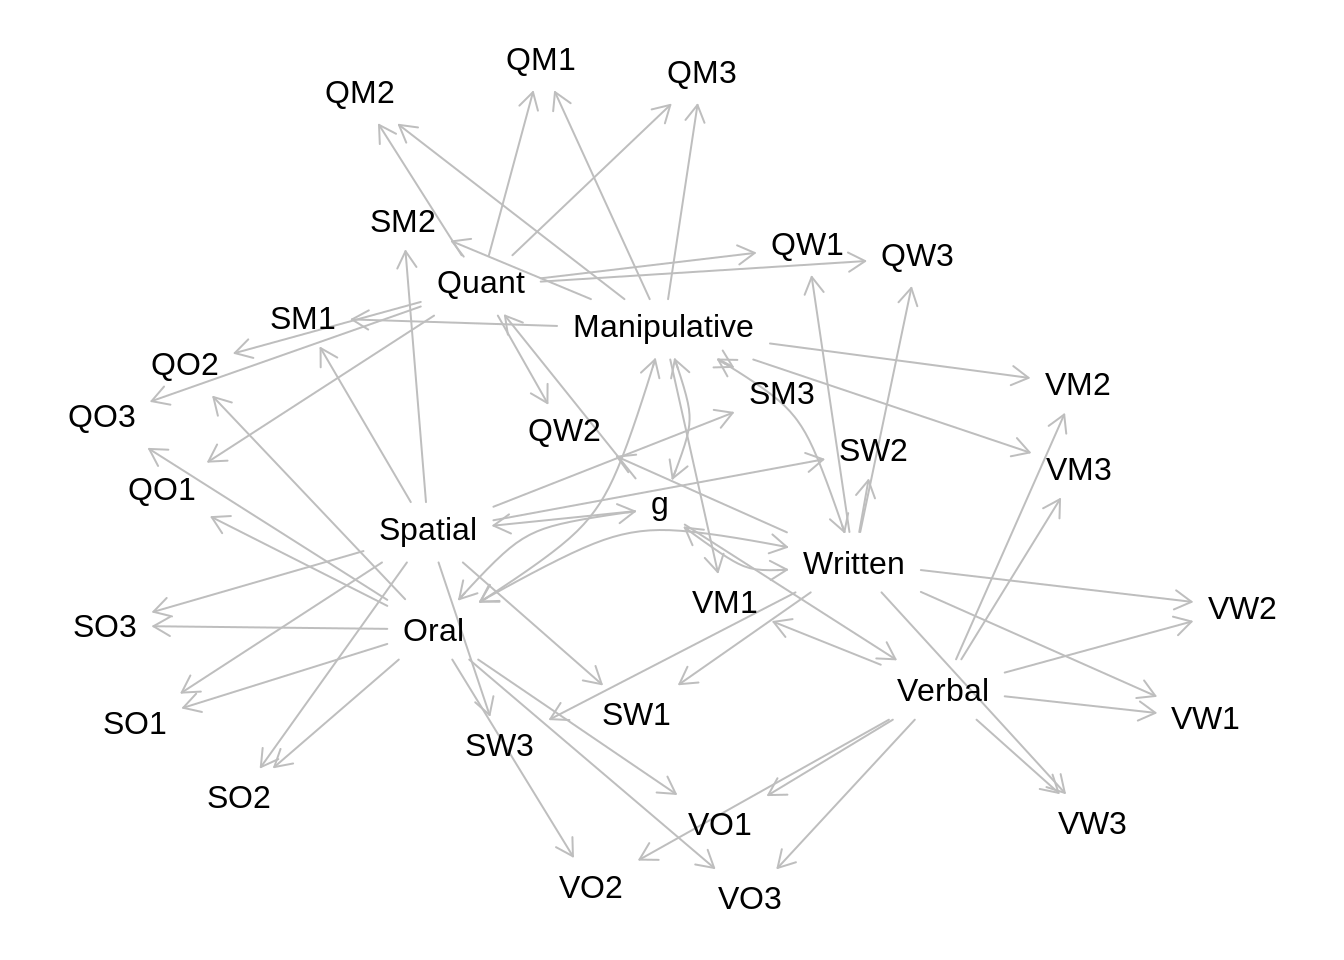 QM1
QM3
QM2
SM2
QW1
QW3
Quant
SM1
Manipulative
QO2
VM2
SM3
QO3
QW2
SW2
VM3
QO1
g
Spatial
Written
VM1
VW2
SO3
Oral
Verbal
SW1
VW1
SO1
SW3
SO2
VO1
VW3
VO2
VO3